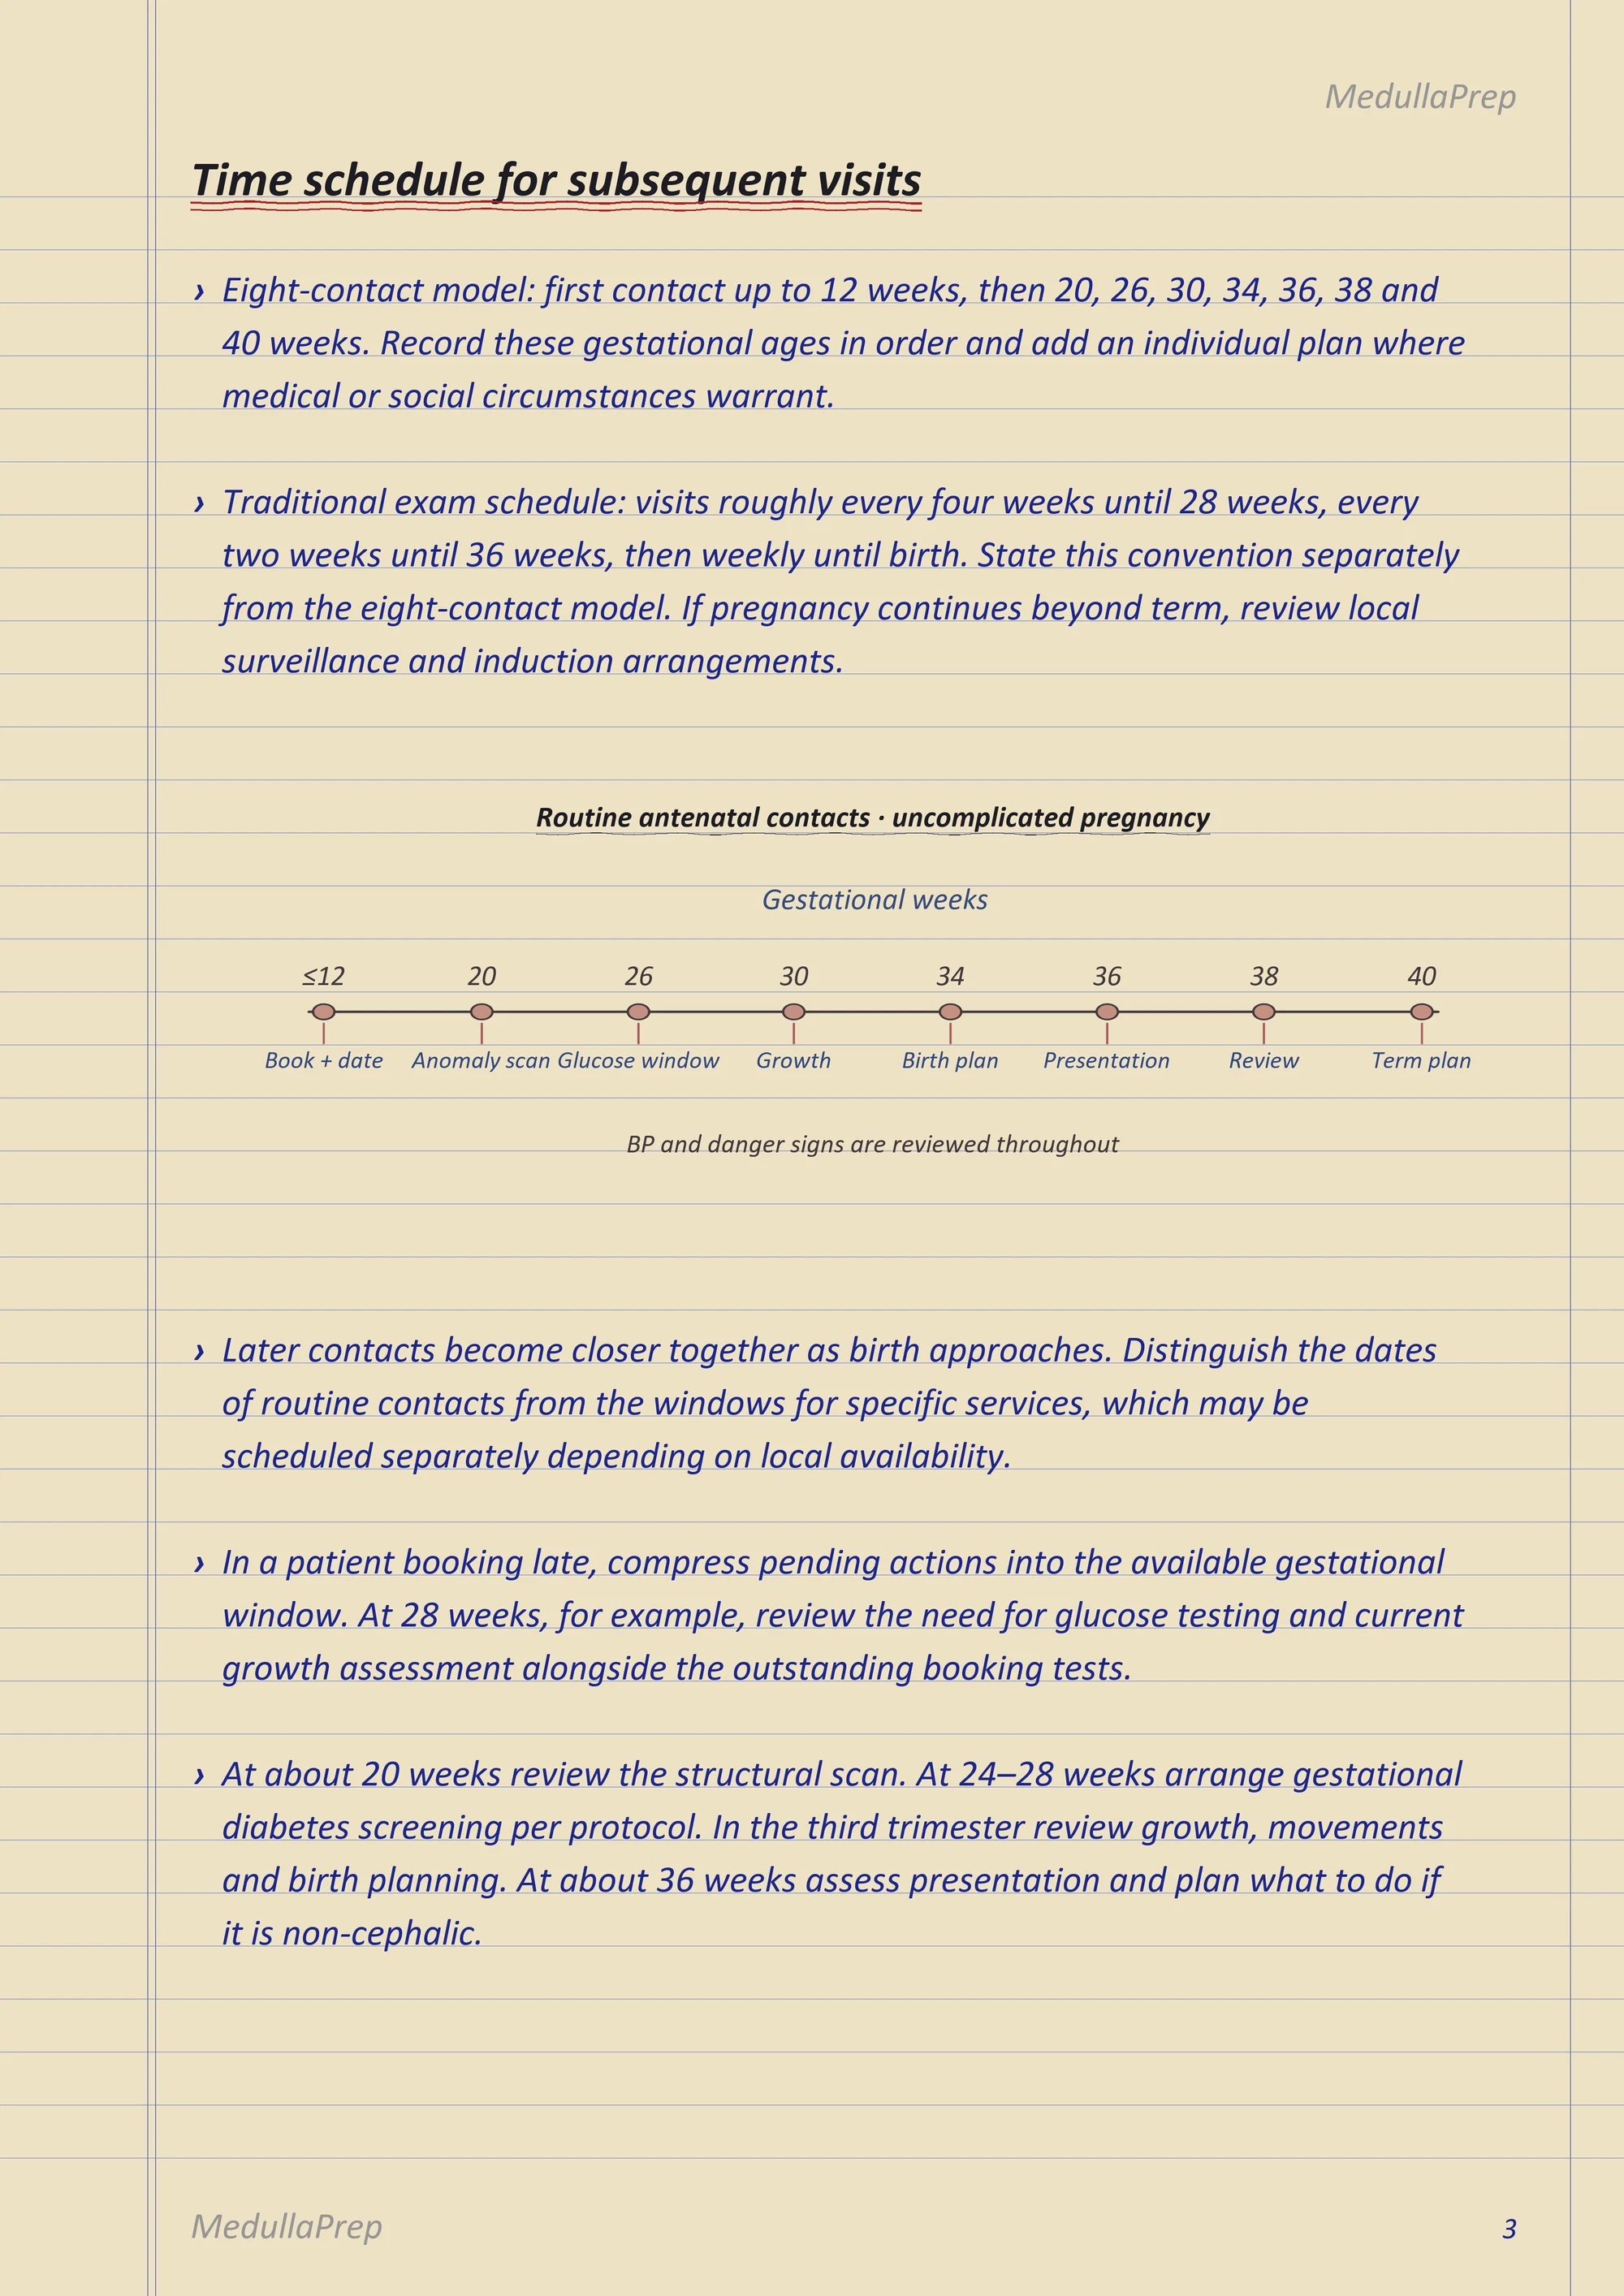 MedullaPrep
Time schedule for subsequent visits
› Eight-contact model: first contact up to 12 weeks, then 20, 26, 30, 34, 36, 38 and
40 weeks. Record these gestational ages in order and add an individual plan where
medical or social circumstances warrant.
› Traditional exam schedule: visits roughly every four weeks until 28 weeks, every
two weeks until 36 weeks, then weekly until birth. State this convention separately
from the eight-contact model. If pregnancy continues beyond term, review local
surveillance and induction arrangements.
Routine antenatal contacts · uncomplicated pregnancy
Gestational weeks
≤12 20 26 30 34 36 38 40
Book + date Anomaly scan Glucose window Growth Birth plan Presentation Review Term plan
BP and danger signs are reviewed throughout
› Later contacts become closer together as birth approaches. Distinguish the dates
of routine contacts from the windows for specific services, which may be
scheduled separately depending on local availability.
› In a patient booking late, compress pending actions into the available gestational
window. At 28 weeks, for example, review the need for glucose testing and current
growth assessment alongside the outstanding booking tests.
› At about 20 weeks review the structural scan. At 24–28 weeks arrange gestational
diabetes screening per protocol. In the third trimester review growth, movements
and birth planning. At about 36 weeks assess presentation and plan what to do if
it is non-cephalic.
MedullaPrep
3